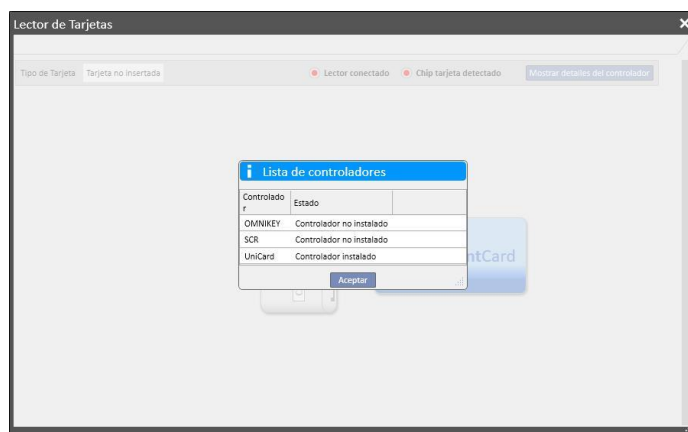 Lector de Tarjetas
Tipo de Tarjeta Tarjeta no insertada Lector conectado Chip tarjeta detectado Mostrar detalles del controlador
Lista de controladores
Controlado
r
Estado
OMNIKEY Controlador no instalado
SCR Controlador no instalado
UniCard Controlador instalado
ntCard
Aceptar